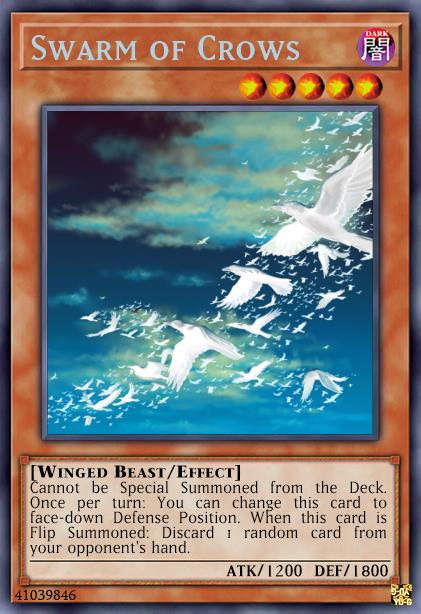 SWARM OF CROWS
DARK
闇
[WINGED BEAST/EFFECT]
Cannot be Special Summoned from the Deck.
Once per turn: You can change this card to
face-down Defense Position. When this card is
Flip Summoned: Discard 1 random card from
your opponent's hand.
ATK/1200 DEF/1800
41039846